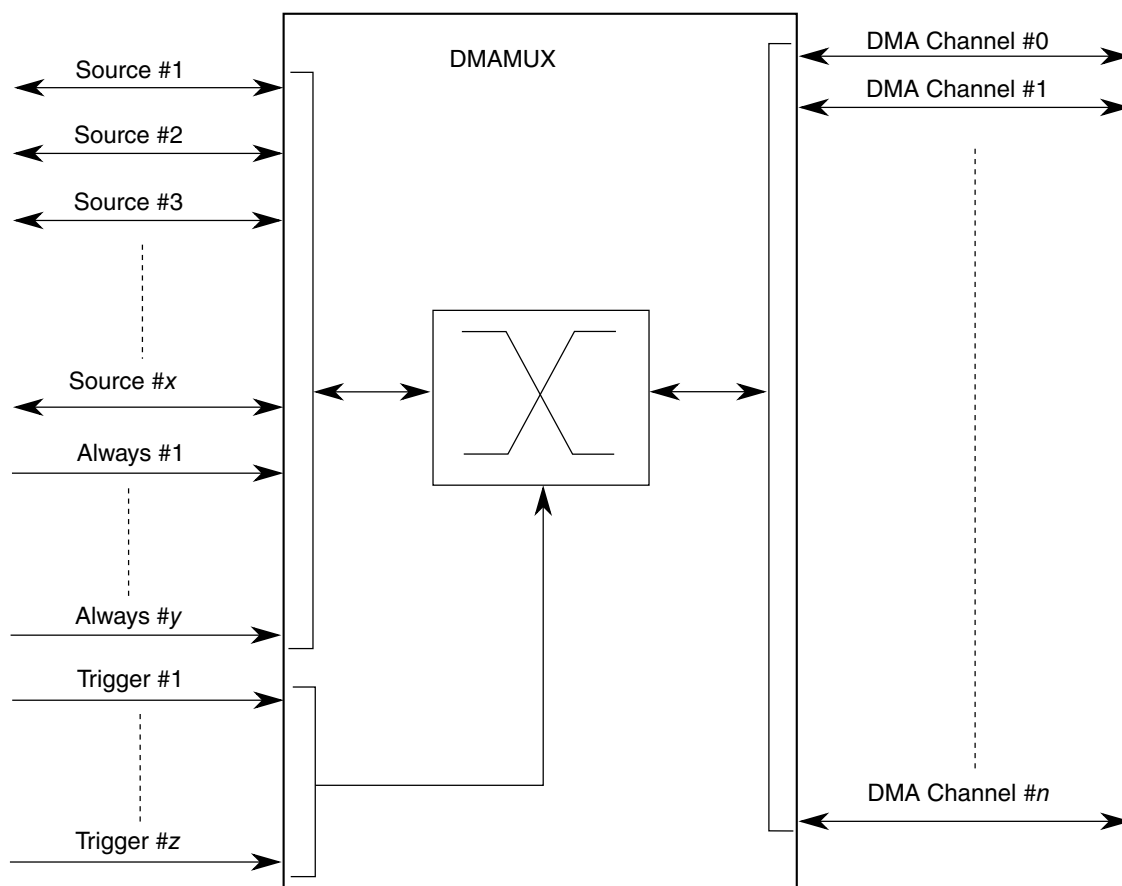 DMAMUX
Source #1
Source #2
Source #3
Source #x
Always #1
Always #y
Trigger #1
Trigger #z
DMA Channel #0
DMA Channel #1
DMA Channel #n